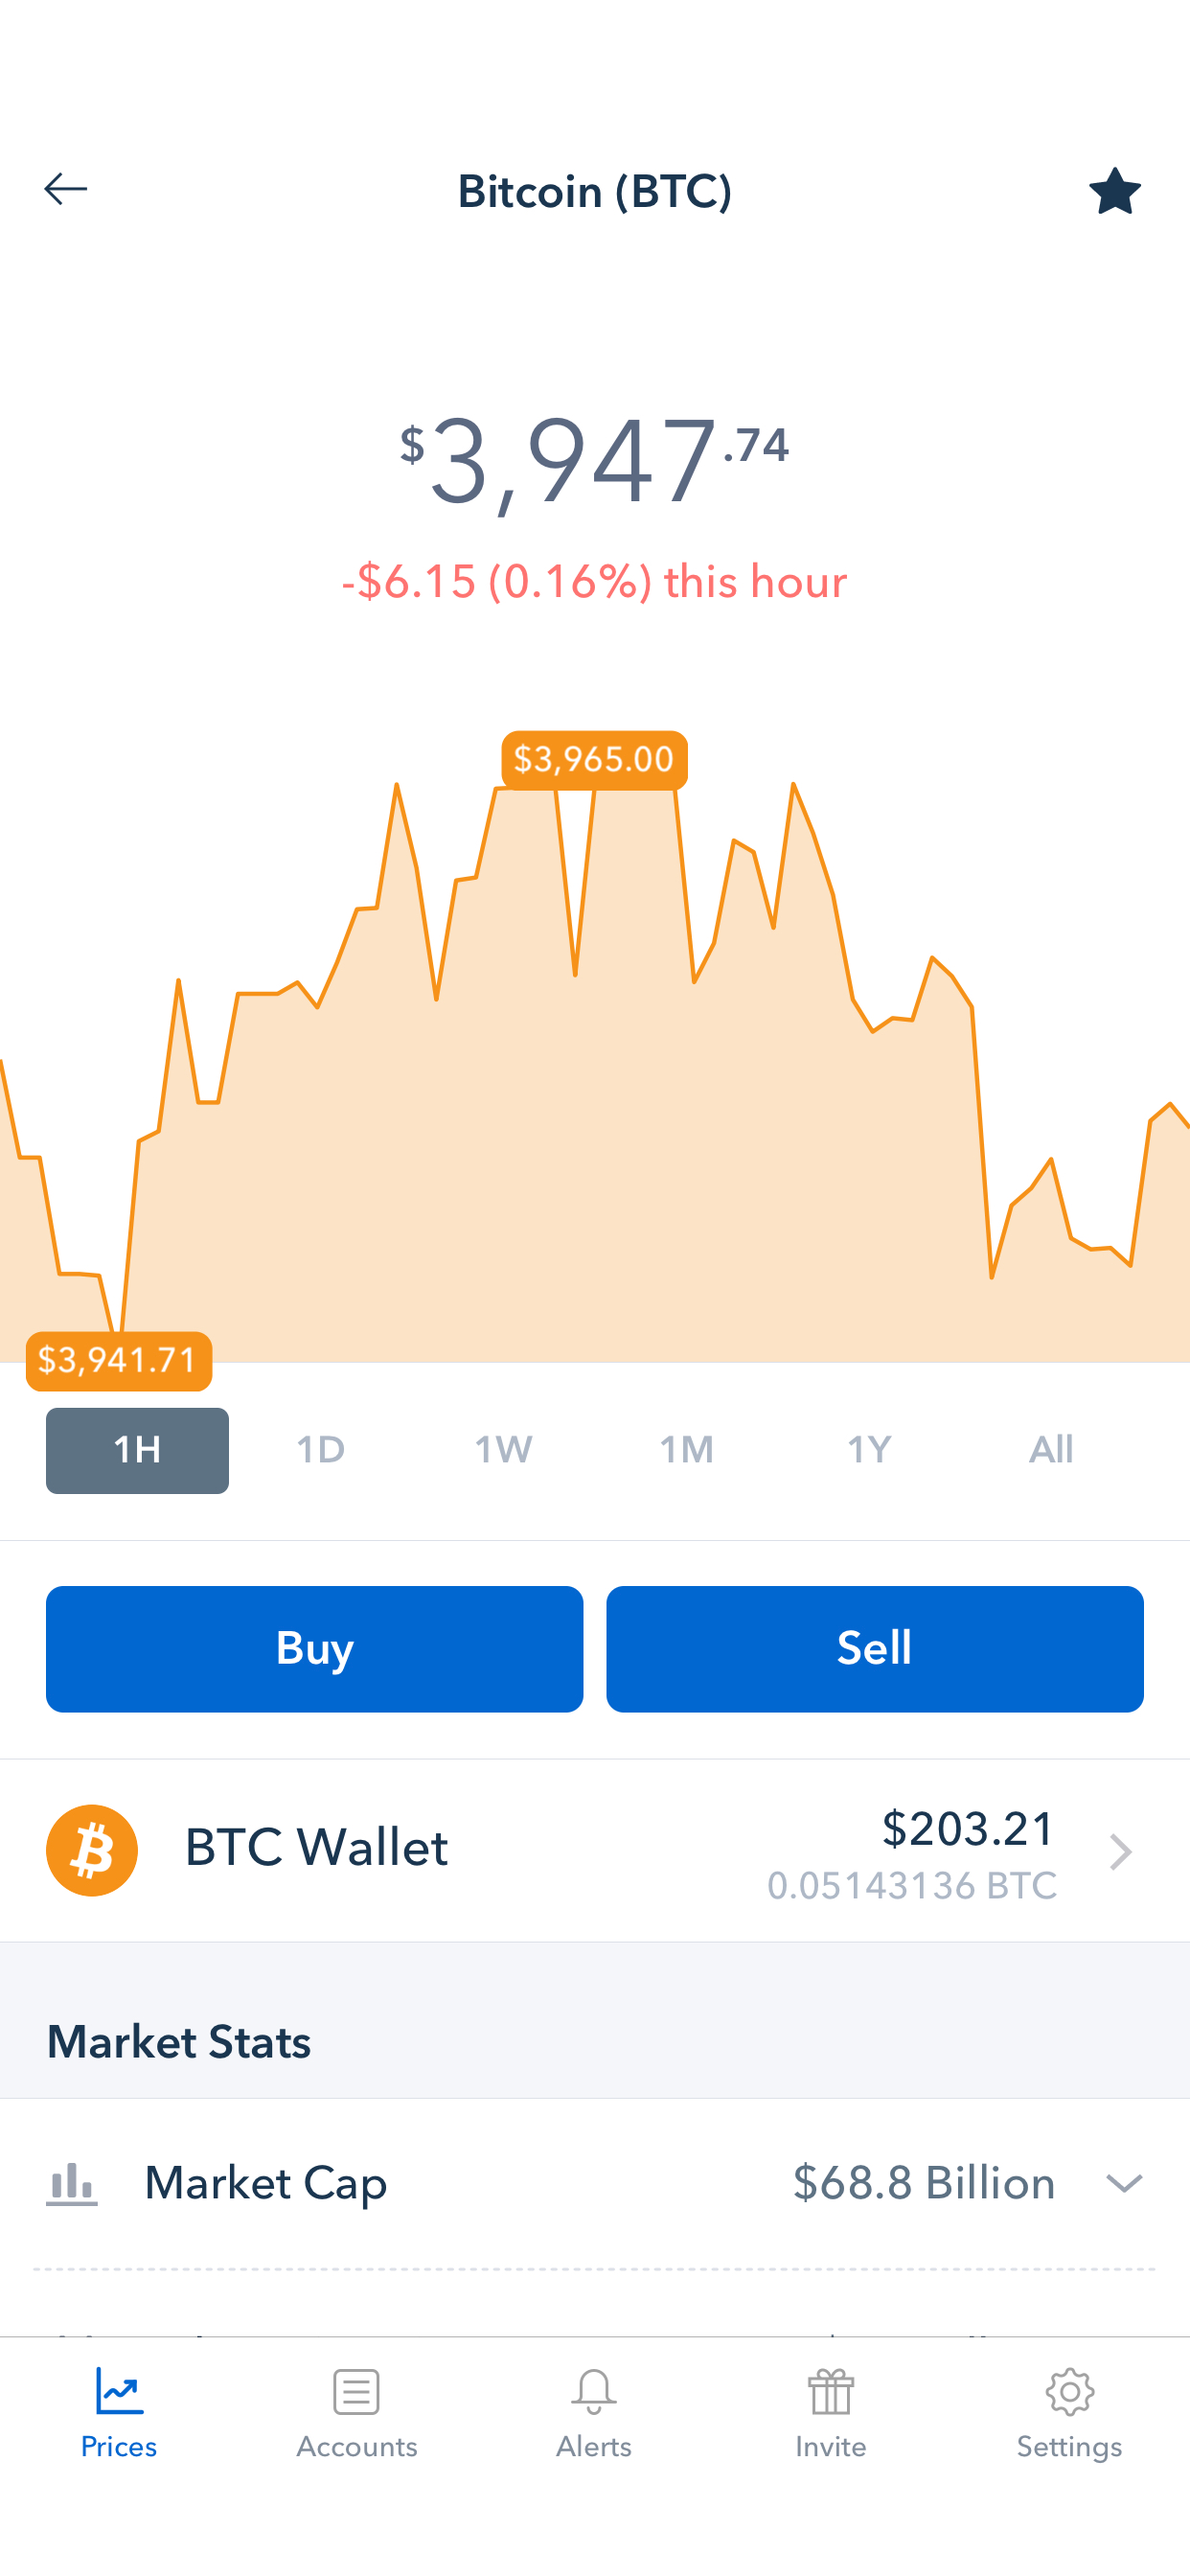 Bitcoin (BTC)
$3,947.74
-$6.15 (0.16%) this hour
$3,965.00
$3,941.71
1H 1D 1W 1M 1Y All
Buy Sell
BTC Wallet $203.21
0.05143136 BTC
Market Stats
Market Cap $68.8 Billion
Prices Accounts Alerts Invite Settings